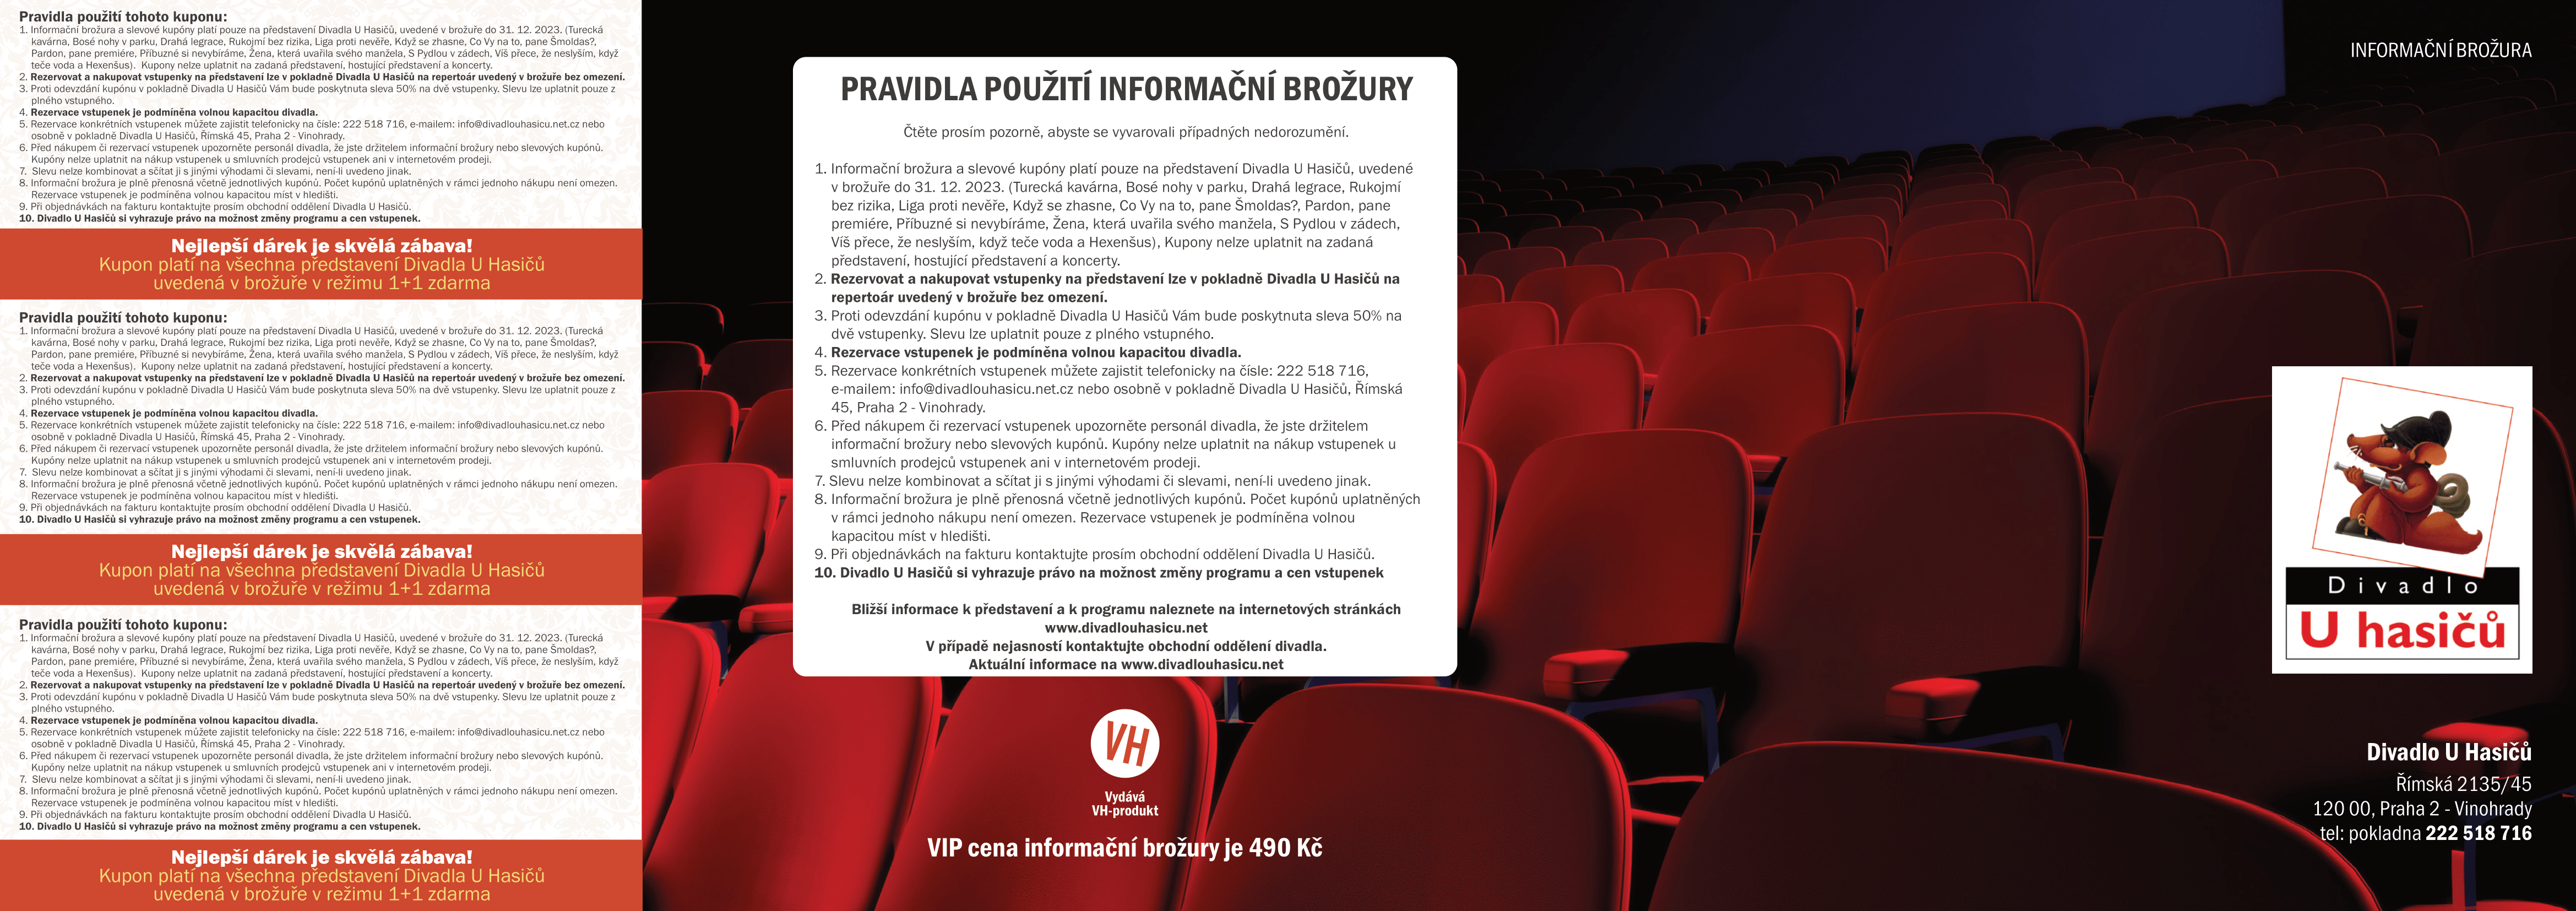 Pravidla použití tohoto kuponu:
1. Informační brožura a slevové kupóny platí pouze na představení Divadla U Hasičů, uvedené v brožuře do 31. 12. 2023. (Turecká
kavárna, Bosé nohy v parku, Drahá legrace, Rukojmí bez rizika, Liga proti nevěře, Když se zhasne, Co Vy na to, pane Šmoldas?,
Pardon, pane premiére, Příbuzné si nevybíráme, Žena, která uvařila svého manžela, S Pydlou v zádech, Víš přece, že neslyším, když
teče voda a Hexenšus). Kupony nelze uplatnit na zadaná představení, hostující představení a koncerty.
2. Rezervovat a nakupovat vstupenky na představení lze v pokladně Divadla U Hasičů na repertoár uvedený v brožuře bez omezení.
3. Proti odevzdání kupónu v pokladně Divadla U Hasičů Vám bude poskytnuta sleva 50% na dvě vstupenky. Slevu lze uplatnit pouze z
plného vstupného.
4. Rezervace vstupenek je podmíněna volnou kapacitou divadla.
5. Rezervace konkrétních vstupenek můžete zajistit telefonicky na čísle: 222 518 716, e-mailem: info@divadlouhasicu.net.cz nebo
osobně v pokladně Divadla U Hasičů, Římská 45, Praha 2 - Vinohrady.
6. Před nákupem či rezervací vstupenek upozorněte personál divadla, že jste držitelem informační brožury nebo slevových kupónů.
Kupóny nelze uplatnit na nákup vstupenek u smluvních prodejců vstupenek ani v internetovém prodeji.
7. Slevu nelze kombinovat a sčítat ji s jinými výhodami či slevami, není-li uvedeno jinak.
8. Informační brožura je plně přenosná včetně jednotlivých kupónů. Počet kupónů uplatněných v rámci jednoho nákupu není omezen.
Rezervace vstupenek je podmíněna volnou kapacitou míst v hledišti.
9. Při objednávkách na fakturu kontaktujte prosím obchodní oddělení Divadla U Hasičů.
10. Divadlo U Hasičů si vyhrazuje právo na možnost změny programu a cen vstupenek.
Nejlepší dárek je skvělá zábava!
Kupon platí na všechna představení Divadla U Hasičů
uvedená v brožuře v režimu 1+1 zdarma
Pravidla použití tohoto kuponu:
1. Informační brožura a slevové kupóny platí pouze na představení Divadla U Hasičů, uvedené v brožuře do 31. 12. 2023. (Turecká
kavárna, Bosé nohy v parku, Drahá legrace, Rukojmí bez rizika, Liga proti nevěře, Když se zhasne, Co Vy na to, pane Šmoldas?,
Pardon, pane premiére, Příbuzné si nevybíráme, Žena, která uvařila svého manžela, S Pydlou v zádech, Víš přece, že neslyším, když
teče voda a Hexenšus). Kupony nelze uplatnit na zadaná představení, hostující představení a koncerty.
2. Rezervovat a nakupovat vstupenky na představení lze v pokladně Divadla U Hasičů na repertoár uvedený v brožuře bez omezení.
3. Proti odevzdání kupónu v pokladně Divadla U Hasičů Vám bude poskytnuta sleva 50% na dvě vstupenky. Slevu lze uplatnit pouze z
plného vstupného.
4. Rezervace vstupenek je podmíněna volnou kapacitou divadla.
5. Rezervace konkrétních vstupenek můžete zajistit telefonicky na čísle: 222 518 716, e-mailem: info@divadlouhasicu.net.cz nebo
osobně v pokladně Divadla U Hasičů, Římská 45, Praha 2 - Vinohrady.
6. Před nákupem či rezervací vstupenek upozorněte personál divadla, že jste držitelem informační brožury nebo slevových kupónů.
Kupóny nelze uplatnit na nákup vstupenek u smluvních prodejců vstupenek ani v internetovém prodeji.
7. Slevu nelze kombinovat a sčítat ji s jinými výhodami či slevami, není-li uvedeno jinak.
8. Informační brožura je plně přenosná včetně jednotlivých kupónů. Počet kupónů uplatněných v rámci jednoho nákupu není omezen.
Rezervace vstupenek je podmíněna volnou kapacitou míst v hledišti.
9. Při objednávkách na fakturu kontaktujte prosím obchodní oddělení Divadla U Hasičů.
10. Divadlo U Hasičů si vyhrazuje právo na možnost změny programu a cen vstupenek.
Nejlepší dárek je skvělá zábava!
Kupon platí na všechna představení Divadla U Hasičů
uvedená v brožuře v režimu 1+1 zdarma
Pravidla použití tohoto kuponu:
1. Informační brožura a slevové kupóny platí pouze na představení Divadla U Hasičů, uvedené v brožuře do 31. 12. 2023. (Turecká
kavárna, Bosé nohy v parku, Drahá legrace, Rukojmí bez rizika, Liga proti nevěře, Když se zhasne, Co Vy na to, pane Šmoldas?,
Pardon, pane premiére, Příbuzné si nevybíráme, Žena, která uvařila svého manžela, S Pydlou v zádech, Víš přece, že neslyším, když
teče voda a Hexenšus). Kupony nelze uplatnit na zadaná představení, hostující představení a koncerty.
2. Rezervovat a nakupovat vstupenky na představení lze v pokladně Divadla U Hasičů na repertoár uvedený v brožuře bez omezení.
3. Proti odevzdání kupónu v pokladně Divadla U Hasičů Vám bude poskytnuta sleva 50% na dvě vstupenky. Slevu lze uplatnit pouze z
plného vstupného.
4. Rezervace vstupenek je podmíněna volnou kapacitou divadla.
5. Rezervace konkrétních vstupenek můžete zajistit telefonicky na čísle: 222 518 716, e-mailem: info@divadlouhasicu.net.cz nebo
osobně v pokladně Divadla U Hasičů, Římská 45, Praha 2 - Vinohrady.
6. Před nákupem či rezervací vstupenek upozorněte personál divadla, že jste držitelem informační brožury nebo slevových kupónů.
Kupóny nelze uplatnit na nákup vstupenek u smluvních prodejců vstupenek ani v internetovém prodeji.
7. Slevu nelze kombinovat a sčítat ji s jinými výhodami či slevami, není-li uvedeno jinak.
8. Informační brožura je plně přenosná včetně jednotlivých kupónů. Počet kupónů uplatněných v rámci jednoho nákupu není omezen.
Rezervace vstupenek je podmíněna volnou kapacitou míst v hledišti.
9. Při objednávkách na fakturu kontaktujte prosím obchodní oddělení Divadla U Hasičů.
10. Divadlo U Hasičů si vyhrazuje právo na možnost změny programu a cen vstupenek.
Nejlepší dárek je skvělá zábava!
Kupon platí na všechna představení Divadla U Hasičů
uvedená v brožuře v režimu 1+1 zdarma
PRAVIDLA POUŽITÍ INFORMAČNÍ BROŽURY
Čtěte prosím pozorně, abyste se vyvarovali případných nedorozumění.
1. Informační brožura a slevové kupóny platí pouze na představení Divadla U Hasičů, uvedené
v brožuře do 31. 12. 2023. (Turecká kavárna, Bosé nohy v parku, Drahá legrace, Rukojmí
bez rizika, Liga proti nevěře, Když se zhasne, Co Vy na to, pane Šmoldas?, Pardon, pane
premiére, Příbuzné si nevybíráme, Žena, která uvařila svého manžela, S Pydlou v zádech,
Víš přece, že neslyším, když teče voda a Hexenšus), Kupony nelze uplatnit na zadaná
představení, hostující představení a koncerty.
2. Rezervovat a nakupovat vstupenky na představení lze v pokladně Divadla U Hasičů na
repertoár uvedený v brožuře bez omezení.
3. Proti odevzdání kupónu v pokladně Divadla U Hasičů Vám bude poskytnuta sleva 50% na
dvě vstupenky. Slevu lze uplatnit pouze z plného vstupného.
4. Rezervace vstupenek je podmíněna volnou kapacitou divadla.
5. Rezervace konkrétních vstupenek můžete zajistit telefonicky na čísle: 222 518 716,
e-mailem: info@divadlouhasicu.net.cz nebo osobně v pokladně Divadla U Hasičů, Římská
45, Praha 2 - Vinohrady.
6. Před nákupem či rezervací vstupenek upozorněte personál divadla, že jste držitelem
informační brožury nebo slevových kupónů. Kupóny nelze uplatnit na nákup vstupenek u
smluvních prodejců vstupenek ani v internetovém prodeji.
7. Slevu nelze kombinovat a sčítat ji s jinými výhodami či slevami, není-li uvedeno jinak.
8. Informační brožura je plně přenosná včetně jednotlivých kupónů. Počet kupónů uplatněných
v rámci jednoho nákupu není omezen. Rezervace vstupenek je podmíněna volnou
kapacitou míst v hledišti.
9. Při objednávkách na fakturu kontaktujte prosím obchodní oddělení Divadla U Hasičů.
10. Divadlo U Hasičů si vyhrazuje právo na možnost změny programu a cen vstupenek
Bližší informace k představení a k programu naleznete na internetových stránkách
www.divadlouhasicu.net
V případě nejasností kontaktujte obchodní oddělení divadla.
Aktuální informace na www.divadlouhasicu.net
VH
Vydává
VH-produkt
VIP cena informační brožury je 490 Kč
INFORMAČNÍ BROŽURA
Divadlo
U hasičů
Divadlo U Hasičů
Římská 2135/45
120 00, Praha 2 - Vinohrady
tel: pokladna 222 518 716